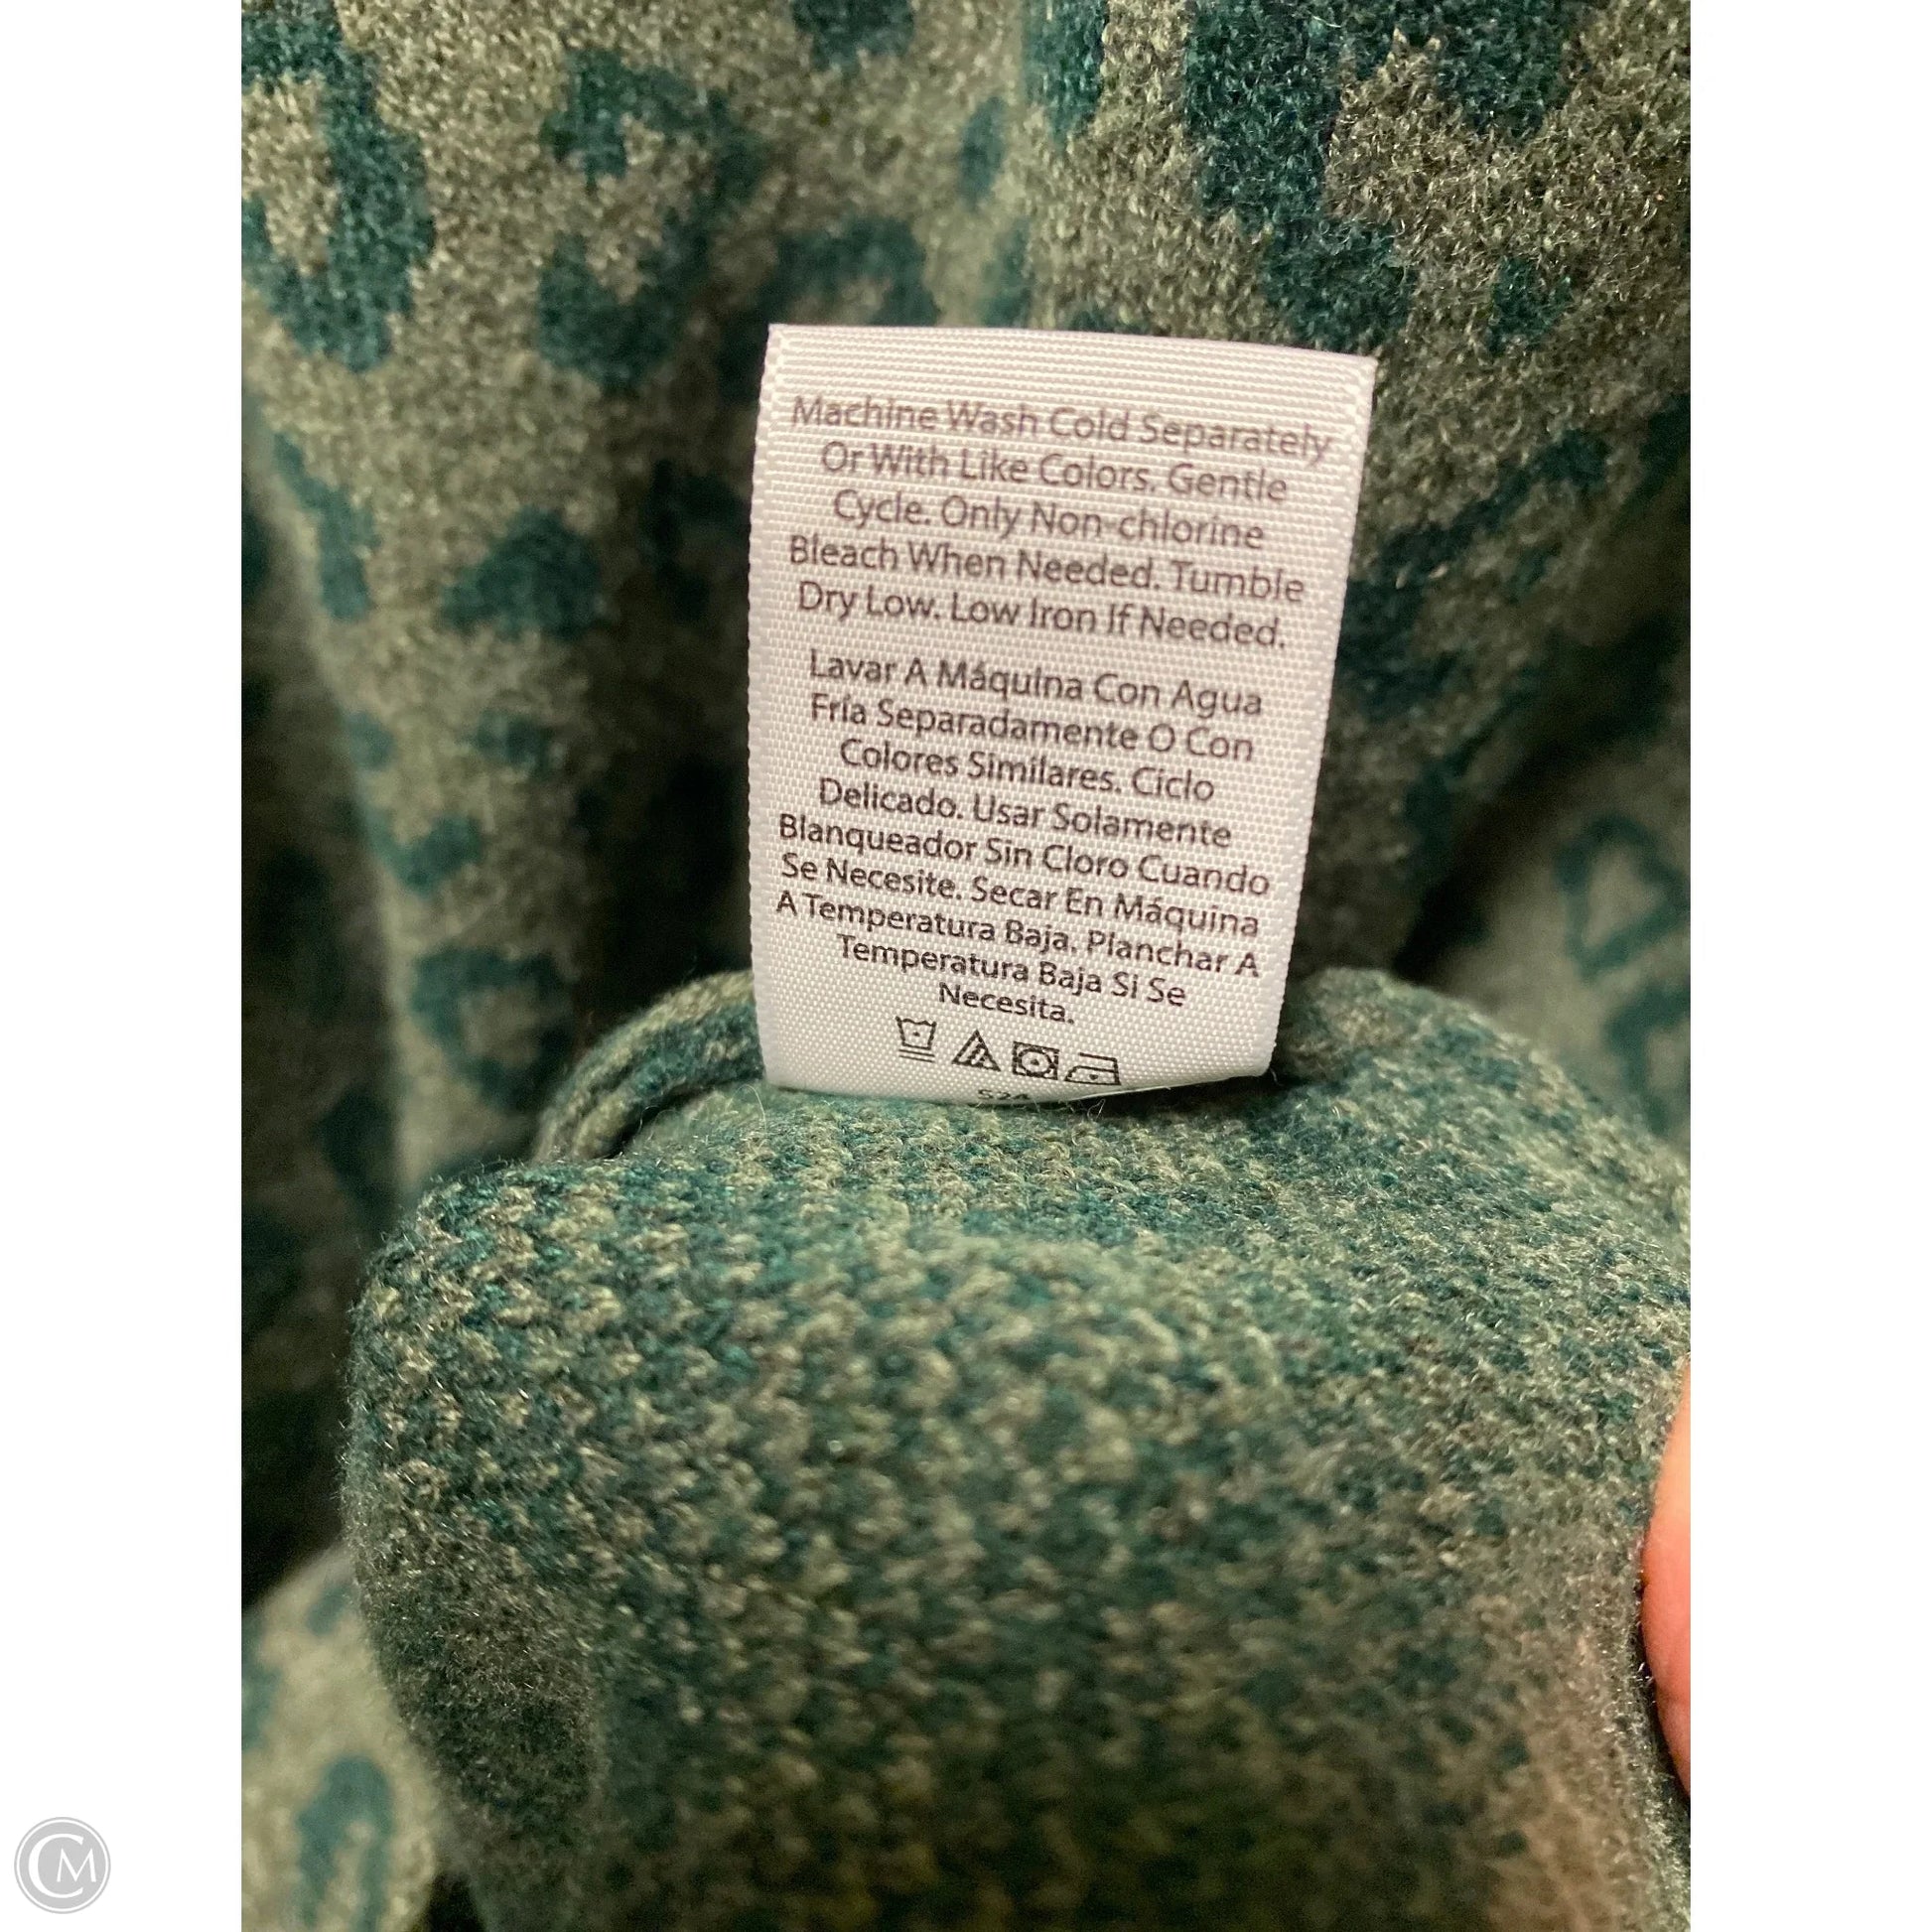 Machine Wash Cold Separately
Or With Like Colors. Gentle
Cycle. Only Non-chlorine
Bleach When Needed. Tumble
Dry Low. Low Iron If Needed.
Lavar A Máquina Con Agua
Fría Separadamente O Con
Colores Similares. Ciclo
Delicado. Usar Solamente
Blanqueador Sin Cloro Cuando
Se Necesite. Secar En Máquina
A Temperatura Baja. Planchar A
Temperatura Baja Si Se
Necesita.
CM